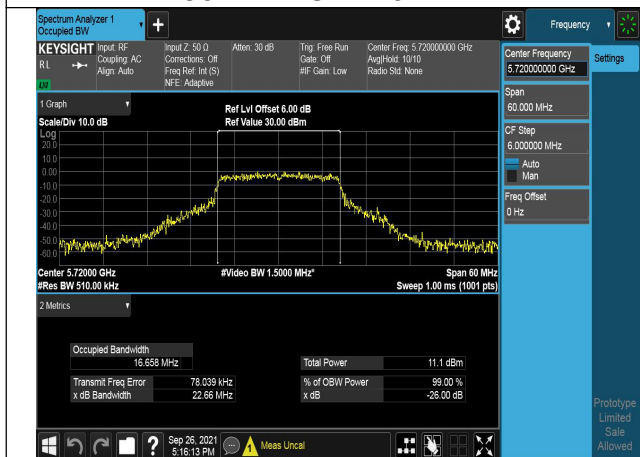 Spectrum Analyzer 1
Occupied BW
Frequency
KEYSIGHT
RL
LXI
Input: RF
Coupling: AC
Align: Auto
Input Z: 50 Ω
Corrections: Off
Freq Ref: Int (S)
NFE: Adaptive
Atten: 30 dB
Trig: Free Run
Gate: Off
#IF Gain: Low
Center Freq: 5.720000000 GHz
Avg|Hold: 10/10
Radio Std: None
Center Frequency
5.720000000 GHz
Settings
Span
60.000 MHz
CF Step
6.000000 MHz
Auto
Man
Freq Offset
0 Hz
1 Graph
Scale/Div 10.0 dB
Ref Lvl Offset 6.00 dB
Ref Value 30.00 dBm
Log
20.0
10.0
0.00
-10.0
-20.0
-30.0
-40.0
-50.0
-60.0
Center 5.72000 GHz
#Res BW 510.00 kHz
#Video BW 1.5000 MHz*
Span 60 MHz
Sweep 1.00 ms (1001 pts)
2 Metrics
Occupied Bandwidth
16.658 MHz
Total Power 11.1 dBm
Transmit Freq Error 78.039 kHz
% of OBW Power 99.00 %
x dB Bandwidth 22.66 MHz
x dB -26.00 dB
Prototype
Limited
Sale
Allowed
?
Sep 26, 2021
5:16:13 PM
1
Meas Uncal